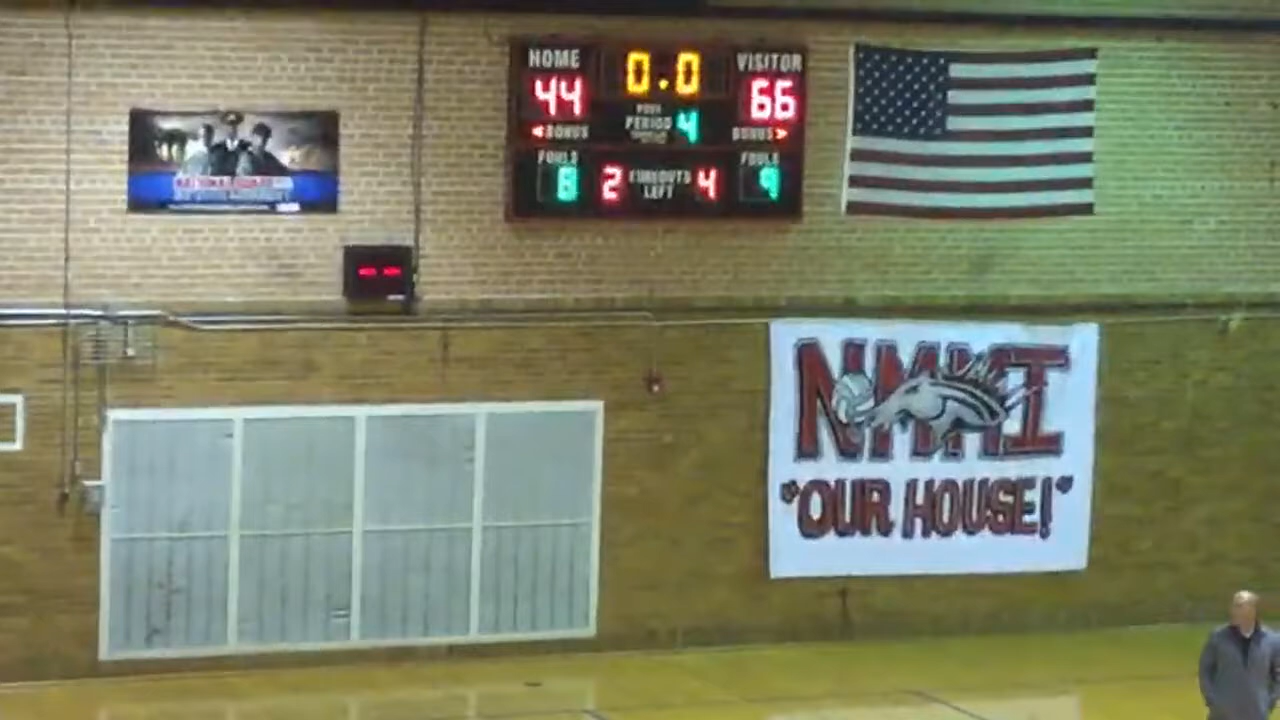 HOME 0.0 VISITOR
44 66
BONUS PERIOD 4 BONUS
FOULS FOULS
8 2 TIMEOUTS LEFT 4 9
NMMI
"OUR HOUSE!"